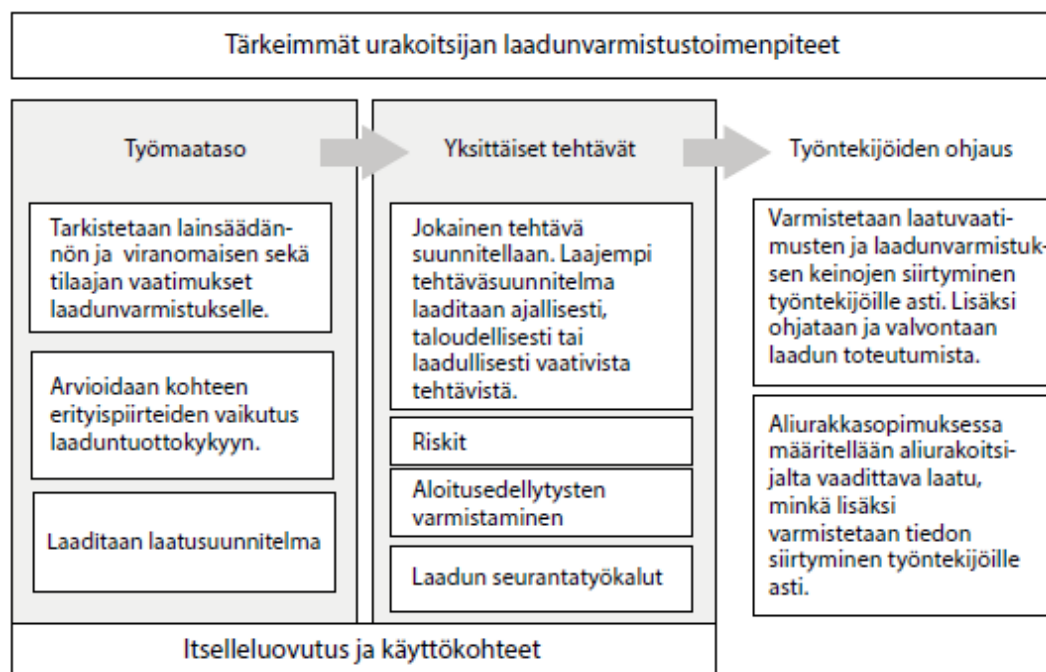 Tärkeimmät urakoitsijan laadunvarmistustoimenpiteet
Työmaataso
Tarkistetaan lainsäädän-
nön ja viranomaisen sekä
tilaajan vaatimukset
laadunvarmistukselle.
Arvioidaan kohteen
erityispiirteiden vaikutus
laaduntuottokykyyn.
Laaditaan laatusuunnitelma
Yksittäiset tehtävät
Jokainen tehtävä
suunnitellaan. Laajempi
tehtäväsuunnitelma
laaditaan ajallisesti,
taloudellisesti tai
laadullisesti vaativista
tehtävistä.
Riskit
Aloitusedellytysten
varmistaminen
Laadun seurantatyökalut
Työntekijöiden ohjaus
Varmistetaan laatuvaati-
musten ja laadunvarmistuk-
sen keinojen siirtyminen
työntekijöille asti. Lisäksi
ohjataan ja valvontaan
laadun toteutumista.
Aliurakkasopimuksessa
määritellään aliurakoitsi-
jalta vaadittava laatu,
minkä lisäksi
varmistetaan tiedon
siirtyminen työntekijöille
asti.
Itselleluovutus ja käyttökohteet